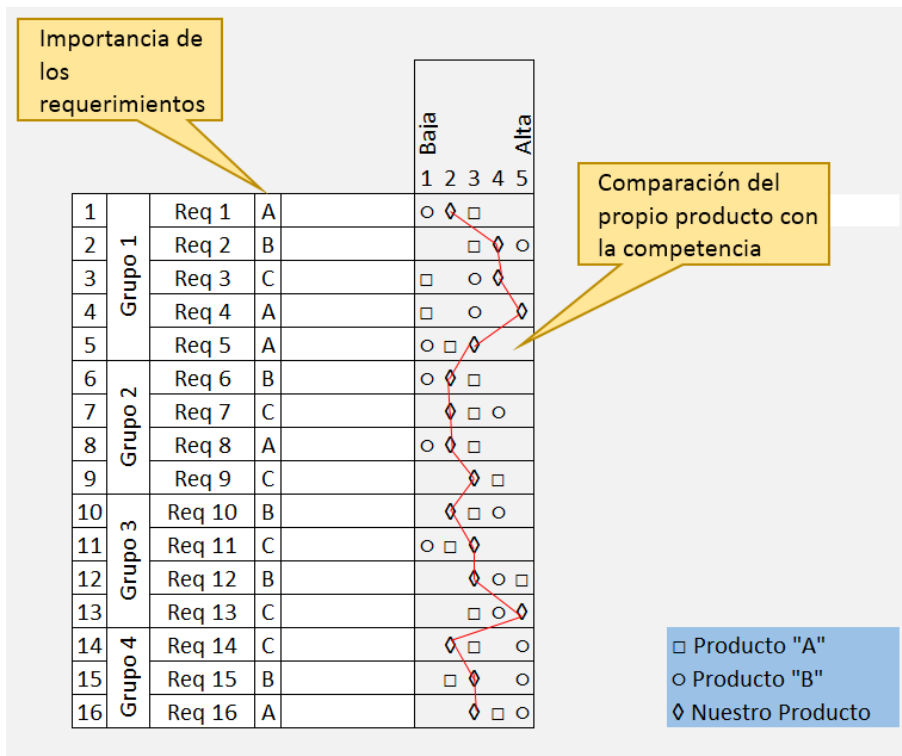 Importancia de
los
requerimientos
Baja Alta
1 2 3 4 5
Comparación del
propio producto con
la competencia
Grupo 1
1 Req 1 A ○ ◊ □
2 Req 2 B □ ◊ ○
3 Req 3 C □ ○ ◊
4 Req 4 A □ ○ ◊
5 Req 5 A ○ □ ◊
Grupo 2
6 Req 6 B ○ ◊ □
7 Req 7 C ◊ □ ○
8 Req 8 A ○ ◊ □
9 Req 9 C ◊ □
Grupo 3
10 Req 10 B ◊ □ ○
11 Req 11 C ○ □ ◊
12 Req 12 B ◊ ○ □
13 Req 13 C □ ○ ◊
Grupo 4
14 Req 14 C ◊ □ ○
15 Req 15 B □ ◊ ○
16 Req 16 A ◊ □ ○
□ Producto "A"
○ Producto "B"
◊ Nuestro Producto